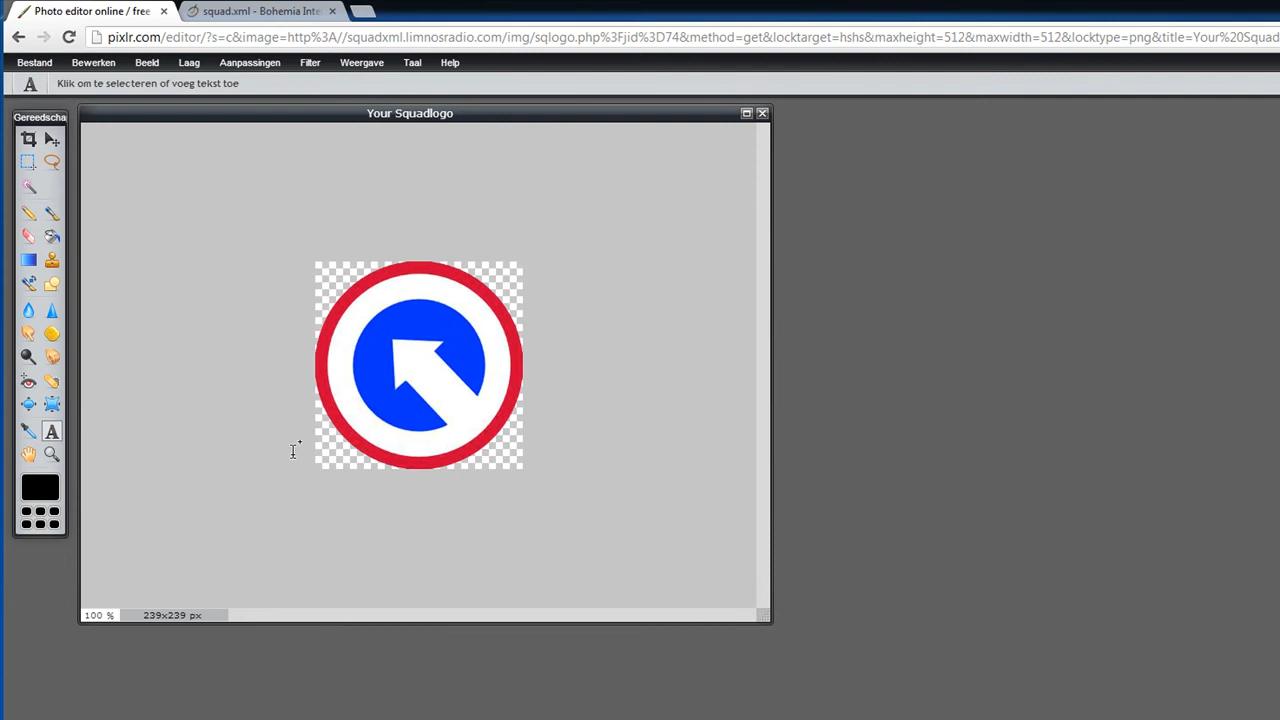 Photo editor online / free
squad.xml - Bohemia Inte
pixlr.com/editor/?s=c&image=http%3A//squadxml.limnosradio.com/img/sqlogo.php%3Fjid%3D74&method=get&locktarget=hshs&maxheight=512&maxwidth=512&locktype=png&title=Your%20Squad
Bestand Bewerken Beeld Laag Aanpassingen Filter Weergave Taal Help
A Klik om te selecteren of voeg tekst toe
Gereedscha
Your Squadlogo
A
100 % 239x239 px